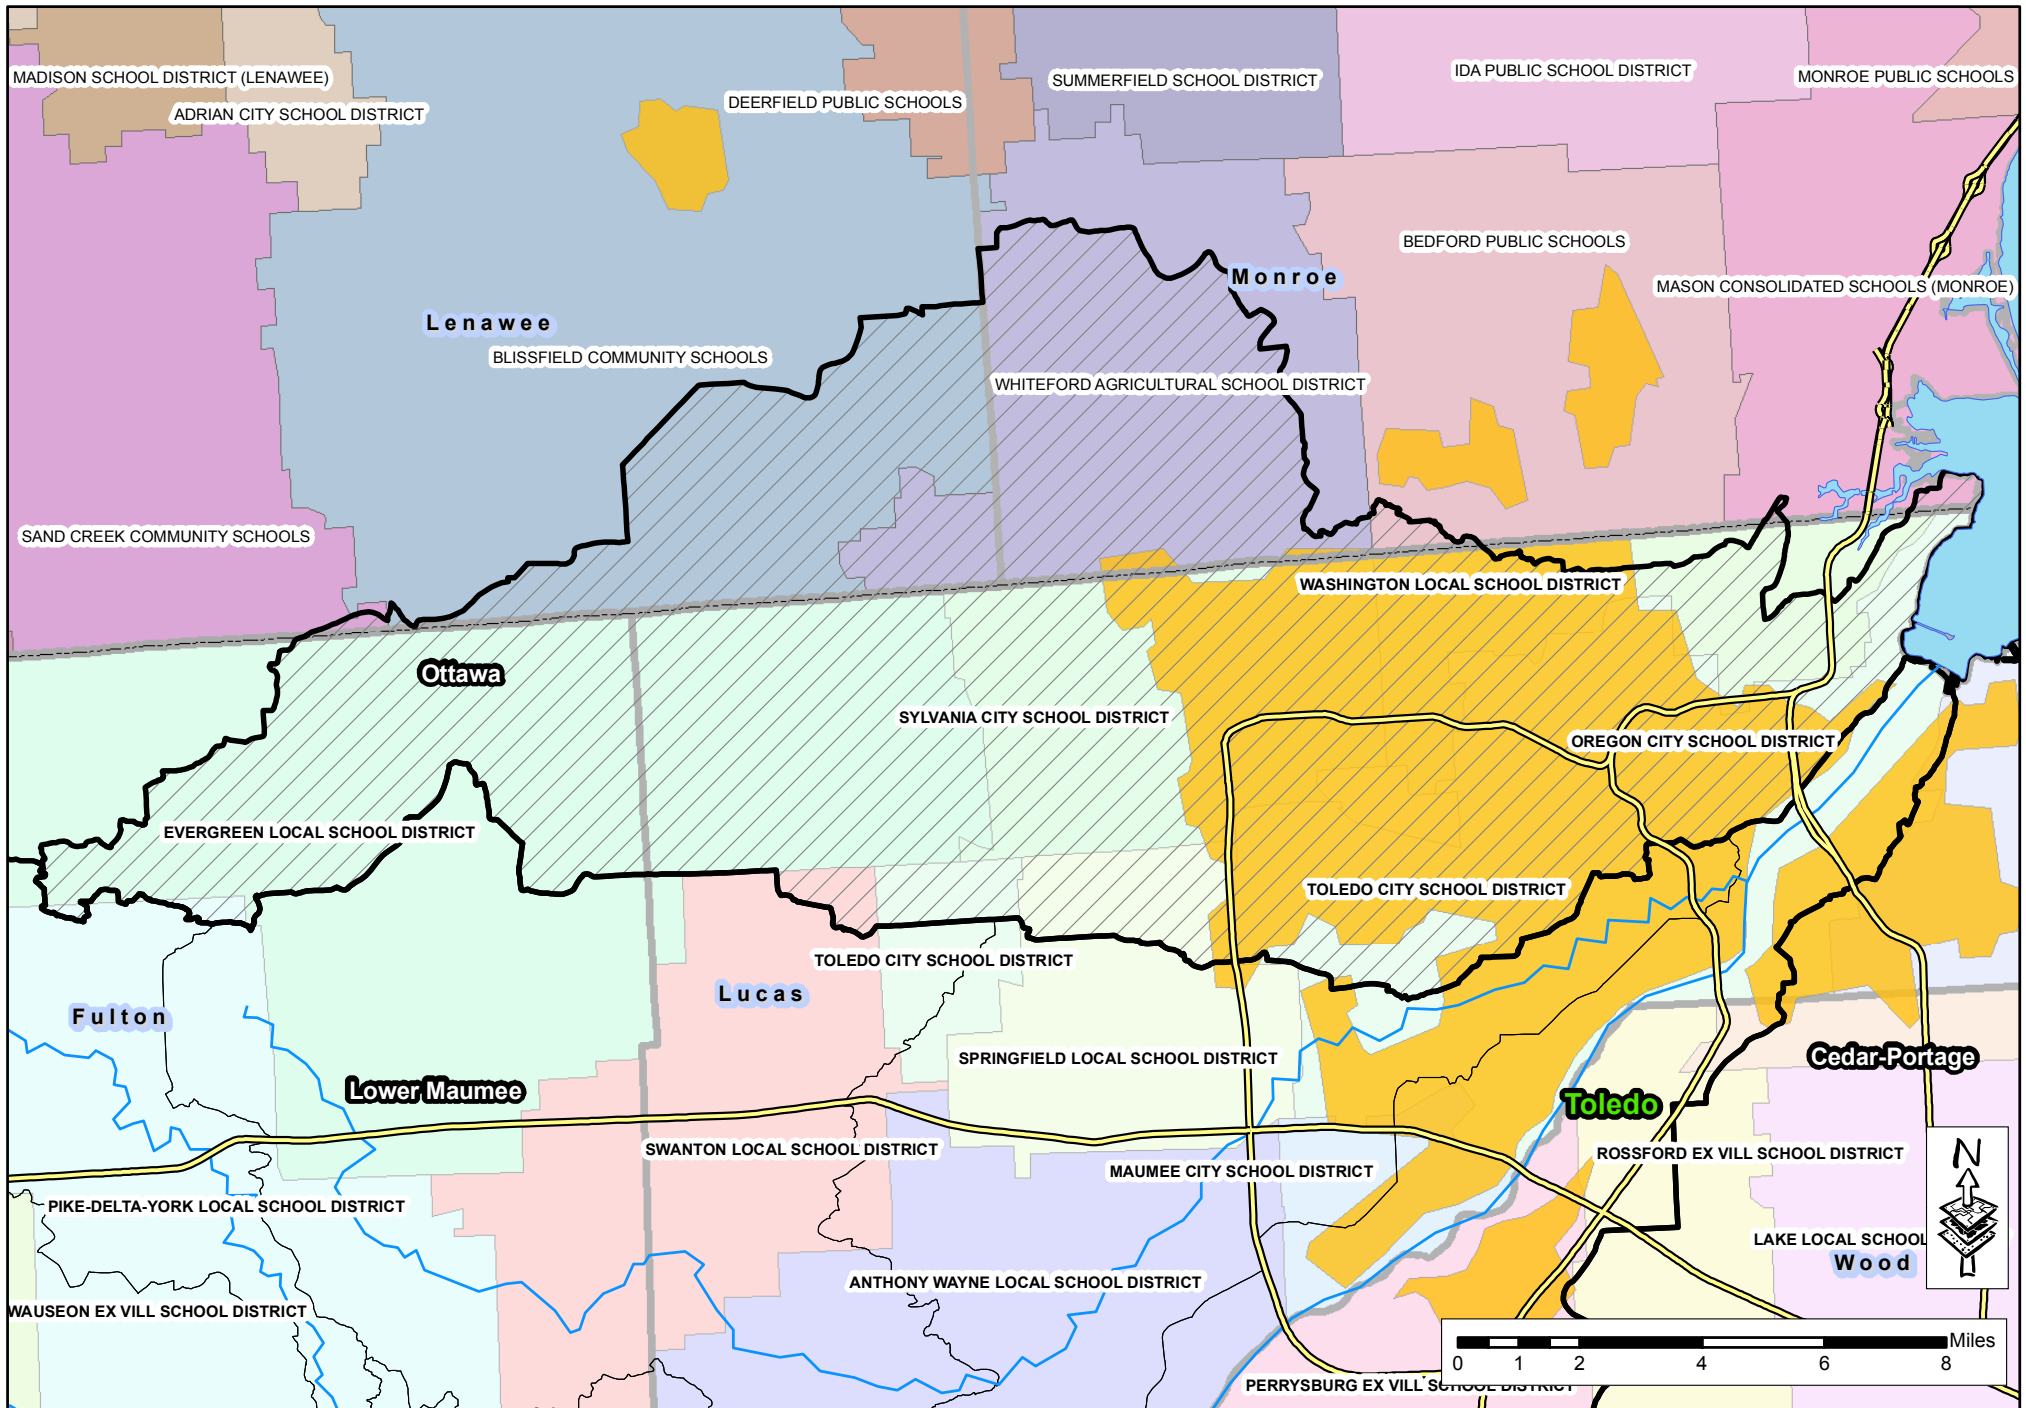 MADISON SCHOOL DISTRICT (LENAWEE)
ADRIAN CITY SCHOOL DISTRICT
DEERFIELD PUBLIC SCHOOLS
SUMMERFIELD SCHOOL DISTRICT
IDA PUBLIC SCHOOL DISTRICT
MONROE PUBLIC SCHOOLS
BEDFORD PUBLIC SCHOOLS
Monroe
MASON CONSOLIDATED SCHOOLS (MONROE)
Lenawee
BLISSFIELD COMMUNITY SCHOOLS
WHITEFORD AGRICULTURAL SCHOOL DISTRICT
SAND CREEK COMMUNITY SCHOOLS
WASHINGTON LOCAL SCHOOL DISTRICT
Ottawa
SYLVANIA CITY SCHOOL DISTRICT
OREGON CITY SCHOOL DISTRICT
EVERGREEN LOCAL SCHOOL DISTRICT
TOLEDO CITY SCHOOL DISTRICT
TOLEDO CITY SCHOOL DISTRICT
Lucas
Fulton
SPRINGFIELD LOCAL SCHOOL DISTRICT
Cedar-Portage
Lower Maumee
Toledo
SWANTON LOCAL SCHOOL DISTRICT
ROSSFORD EX VILL SCHOOL DISTRICT
MAUMEE CITY SCHOOL DISTRICT
PIKE-DELTA-YORK LOCAL SCHOOL DISTRICT
N
LAKE LOCAL SCHOOL
Wood
ANTHONY WAYNE LOCAL SCHOOL DISTRICT
WAUSEON EX VILL SCHOOL DISTRICT
Miles
0 1 2 4 6 8
PERRYSBURG EX VILL SCHOOL DISTRICT